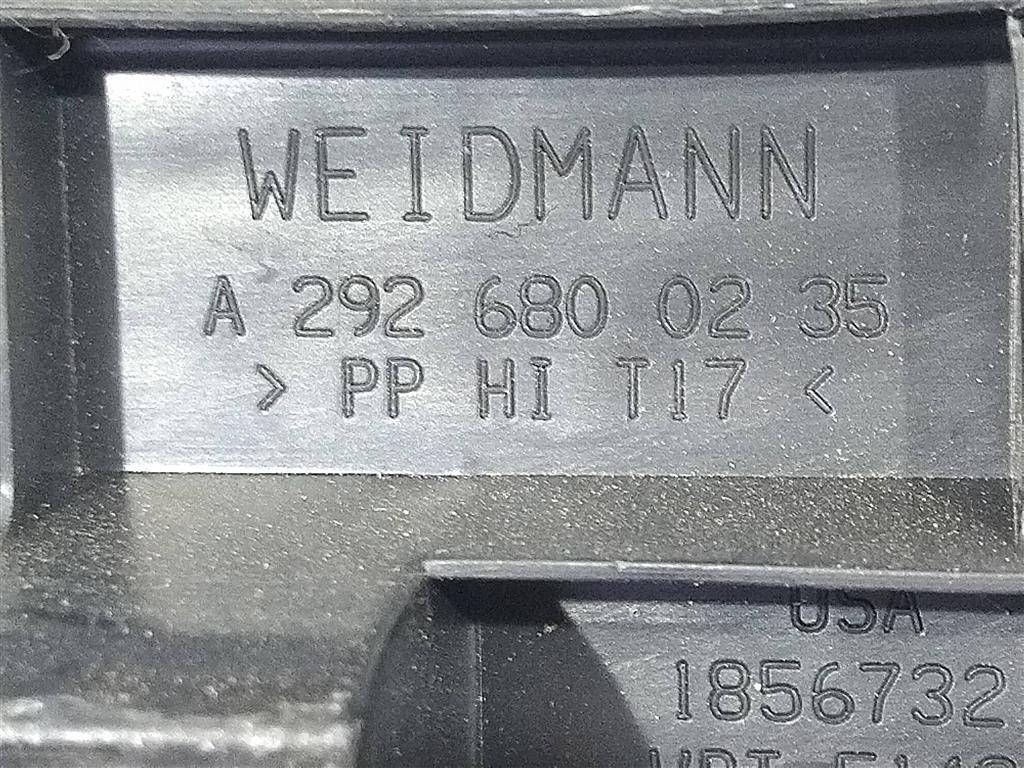 WEIDMANN
A 292 680 02 35
> PP HI T17 <
USA
1856732